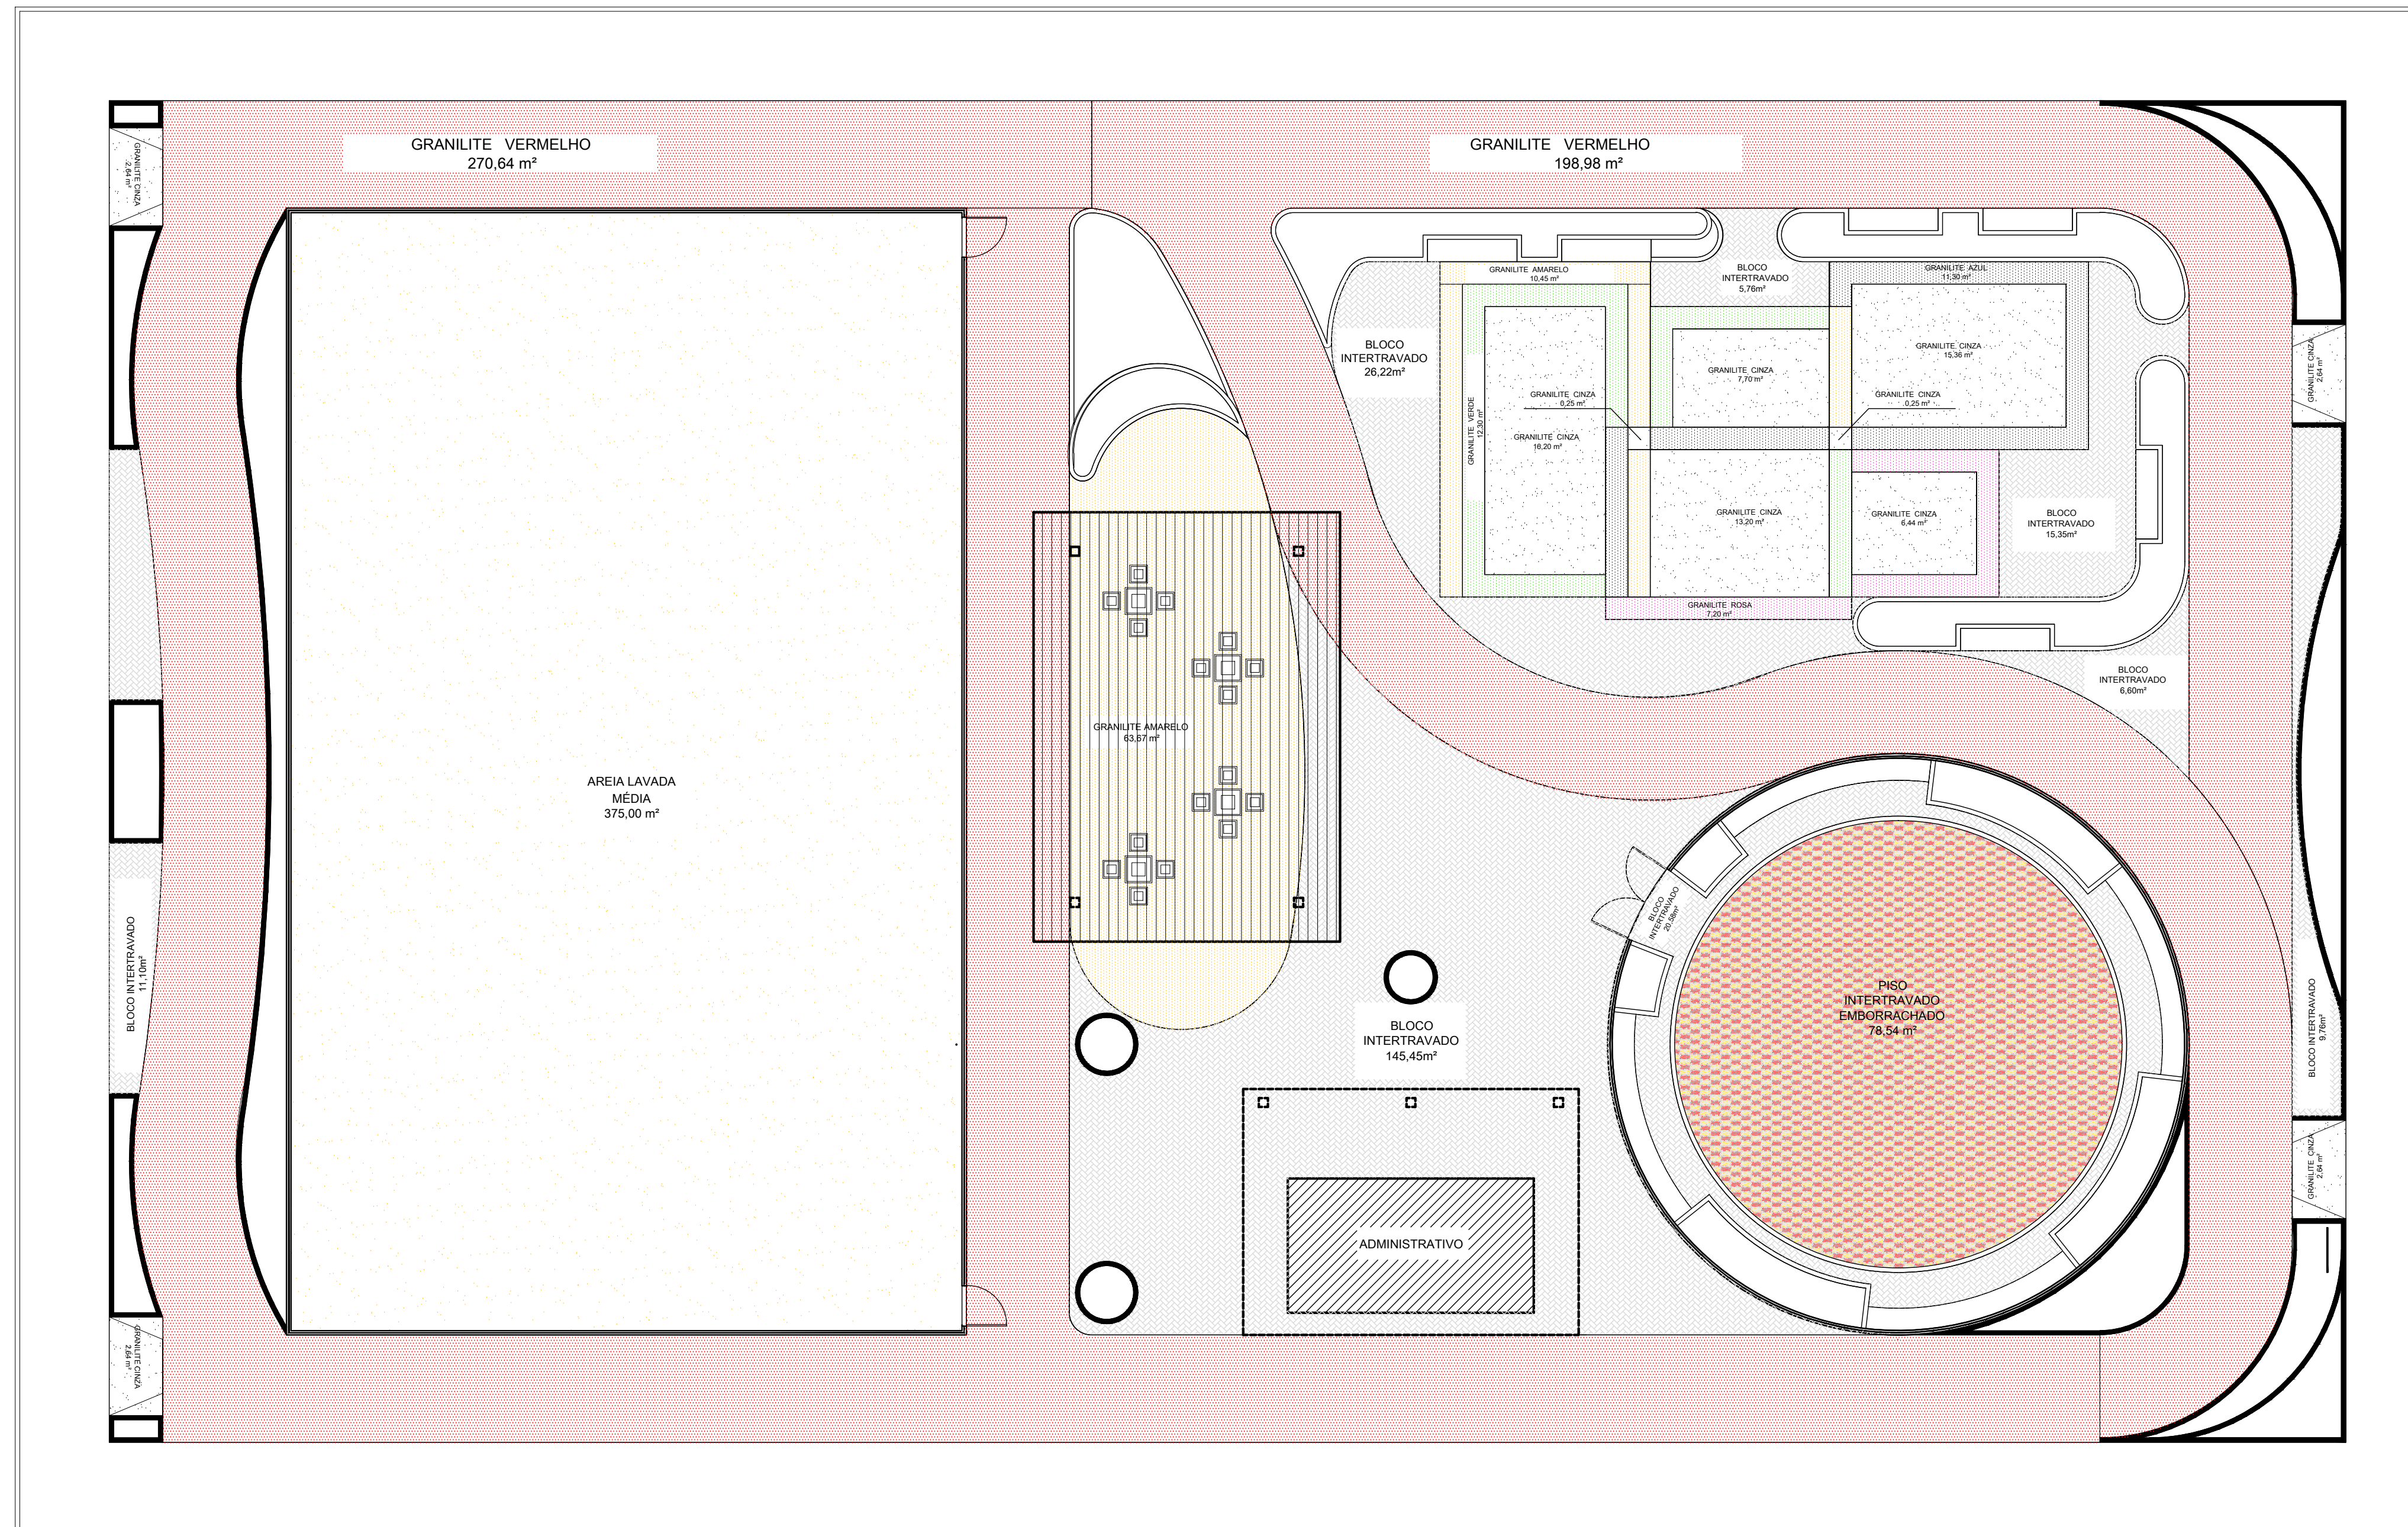 GRANILITE VERMELHO
270,64 m²
GRANILITE VERMELHO
198,98 m²
GRANILITE CINZA
2,64 m²
GRANILITE AMARELO
10,45 m²
BLOCO
INTERTRAVADO
5,76m²
GRANILITE AZUL
11,30 m²
BLOCO
INTERTRAVADO
26,22m²
GRANILITE CINZA
15,36 m²
GRANILITE CINZA
2,64 m²
GRANILITE CINZA
7,70 m²
GRANILITE CINZA
0,25 m²
GRANILITE CINZA
0,25 m²
GRANILITE VERDE
12,30 m²
GRANILITE CINZA
16,20 m²
GRANILITE CINZA
13,20 m²
GRANILITE CINZA
6,44 m²
BLOCO
INTERTRAVADO
15,35m²
GRANILITE ROSA
7,20 m²
BLOCO
INTERTRAVADO
6,60m²
GRANILITE AMARELO
63,67 m²
AREIA LAVADA
MÉDIA
375,00 m²
BLOCO
INTERTRAVADO
20,58m²
BLOCO INTERTRAVADO
11,10m²
PISO
INTERTRAVADO
EMBORRACHADO
78,54 m²
BLOCO
INTERTRAVADO
145,45m²
BLOCO INTERTRAVADO
9,76m²
GRANILITE CINZA
2,64 m²
ADMINISTRATIVO
GRANILITE CINZA
2,64 m²